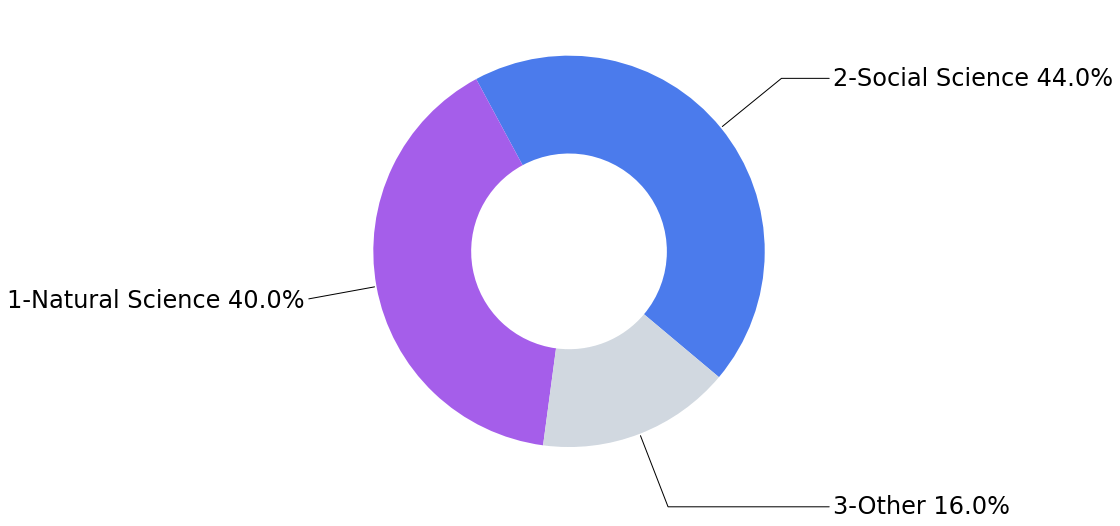 2-Social Science 44.0%
1-Natural Science 40.0%
3-Other 16.0%